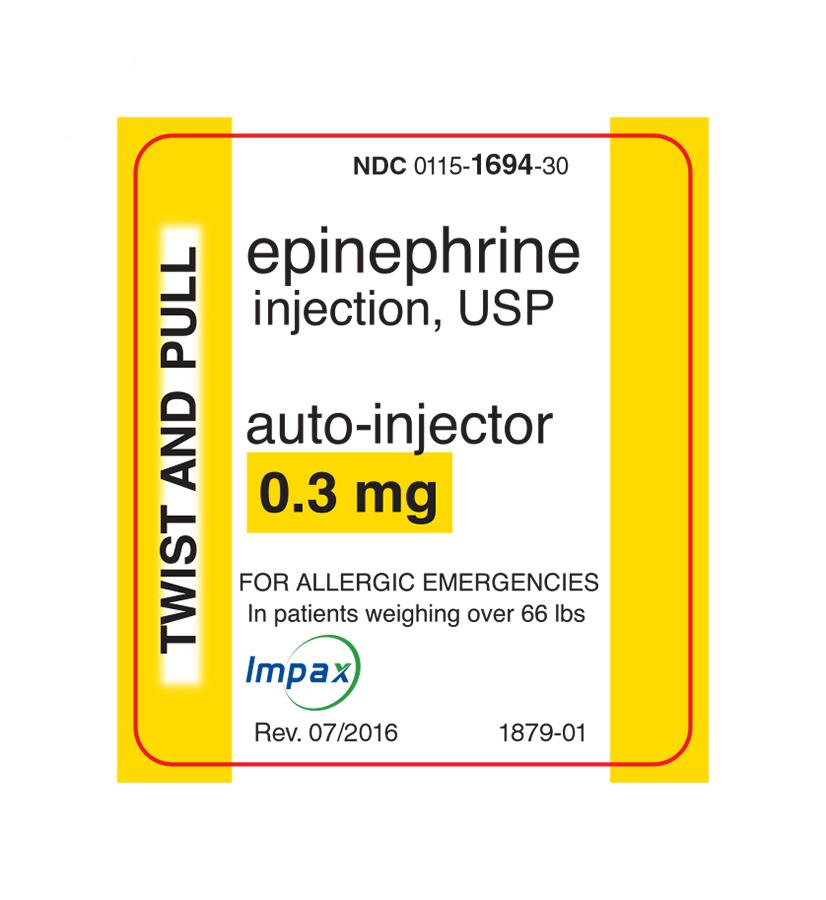 NDC 0115-1694-30
epinephrine
injection, USP
auto-injector
0.3 mg
FOR ALLERGIC EMERGENCIES
In patients weighing over 66 lbs
Impax
Rev. 07/2016 1879-01
TWIST AND PULL